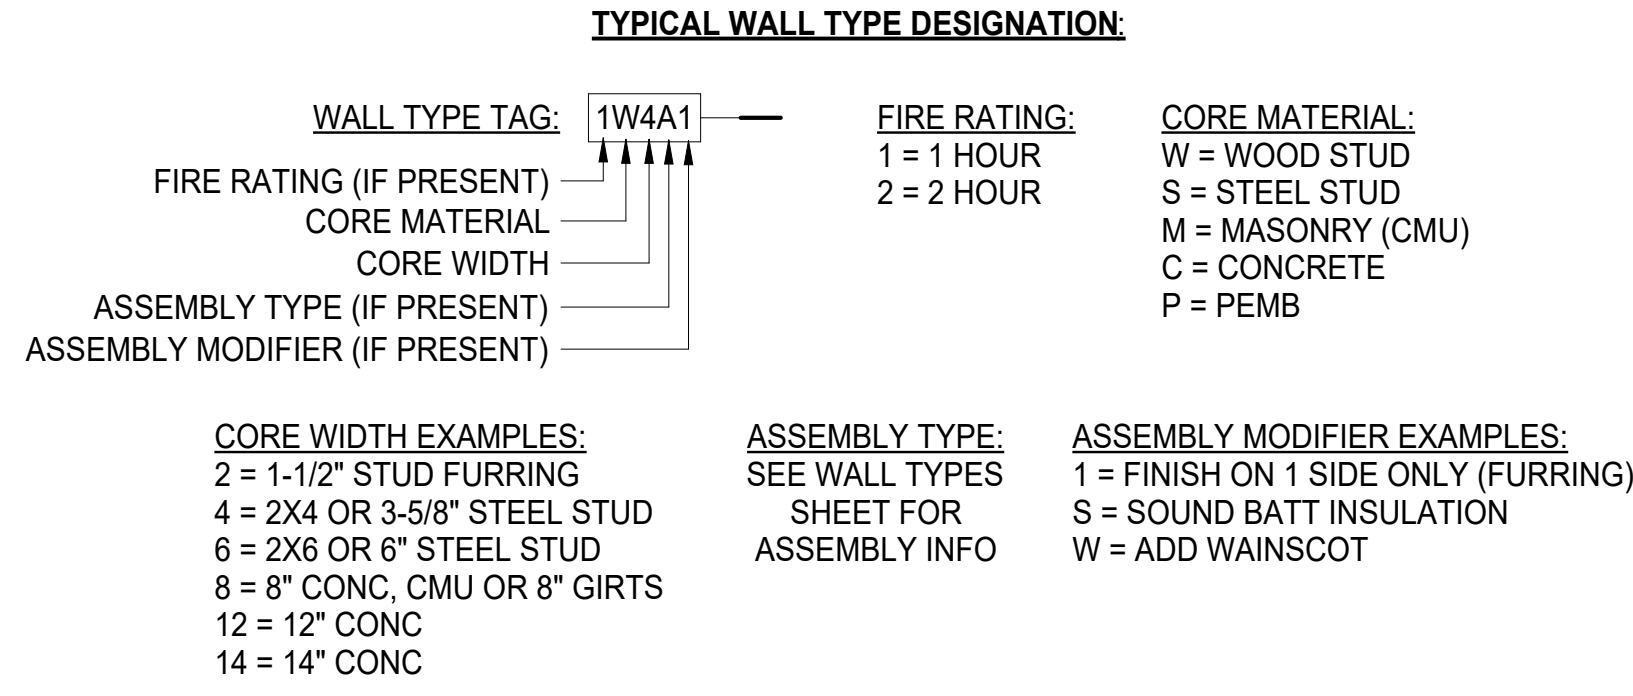 TYPICAL WALL TYPE DESIGNATION:
WALL TYPE TAG: 1W4A1
FIRE RATING (IF PRESENT)
CORE MATERIAL
CORE WIDTH
ASSEMBLY TYPE (IF PRESENT)
ASSEMBLY MODIFIER (IF PRESENT)
FIRE RATING:
1 = 1 HOUR
2 = 2 HOUR
CORE MATERIAL:
W = WOOD STUD
S = STEEL STUD
M = MASONRY (CMU)
C = CONCRETE
P = PEMB
CORE WIDTH EXAMPLES:
2 = 1-1/2" STUD FURRING
4 = 2X4 OR 3-5/8" STEEL STUD
6 = 2X6 OR 6" STEEL STUD
8 = 8" CONC, CMU OR 8" GIRTS
12 = 12" CONC
14 = 14" CONC
ASSEMBLY TYPE:
SEE WALL TYPES
SHEET FOR
ASSEMBLY INFO
ASSEMBLY MODIFIER EXAMPLES:
1 = FINISH ON 1 SIDE ONLY (FURRING)
S = SOUND BATT INSULATION
W = ADD WAINSCOT